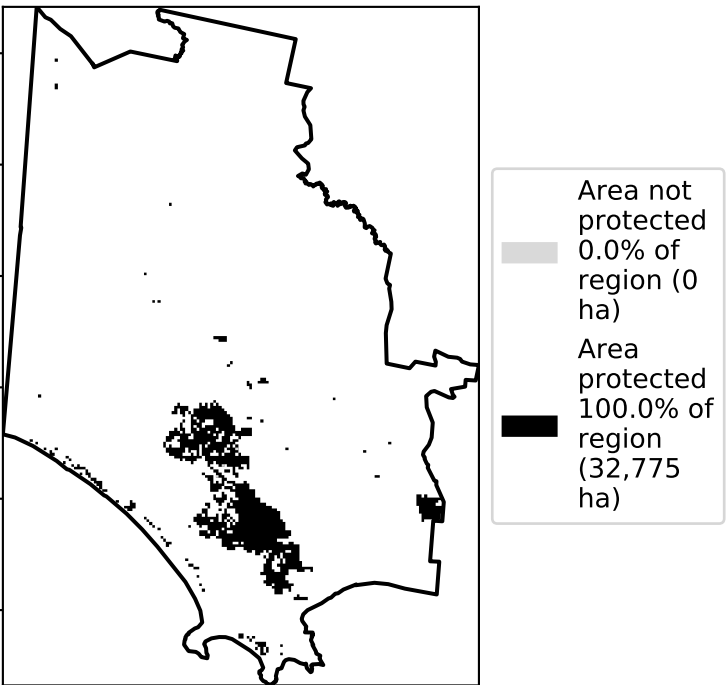 Area not
protected
0.0% of
region (0
ha)
Area
protected
100.0% of
region
(32,775
ha)